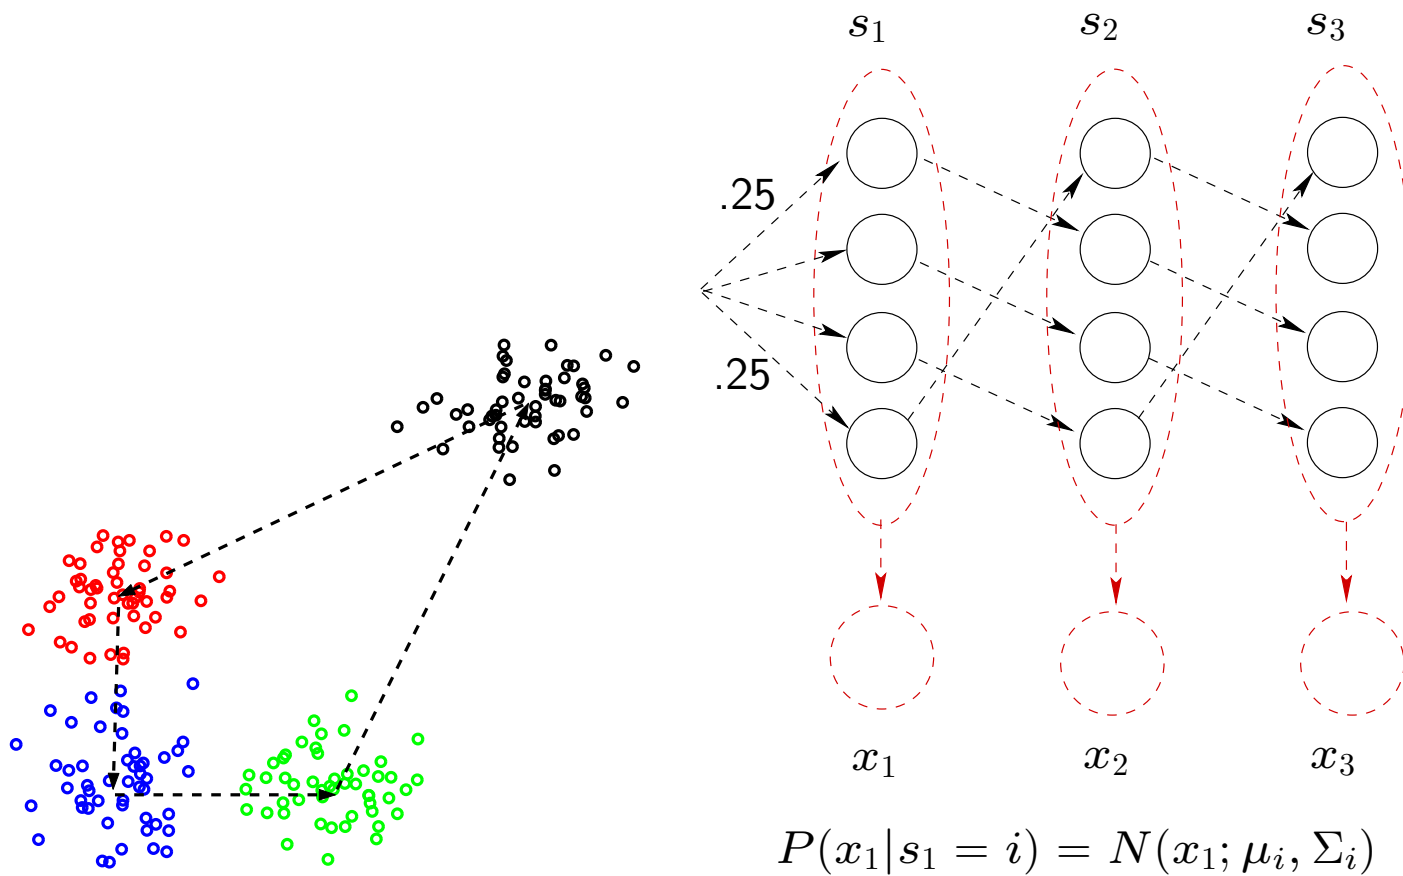 s₁ s₂ s₃
.25
.25
x₁ x₂ x₃
P(x₁|s₁ = i) = N(x₁; μᵢ, Σᵢ)